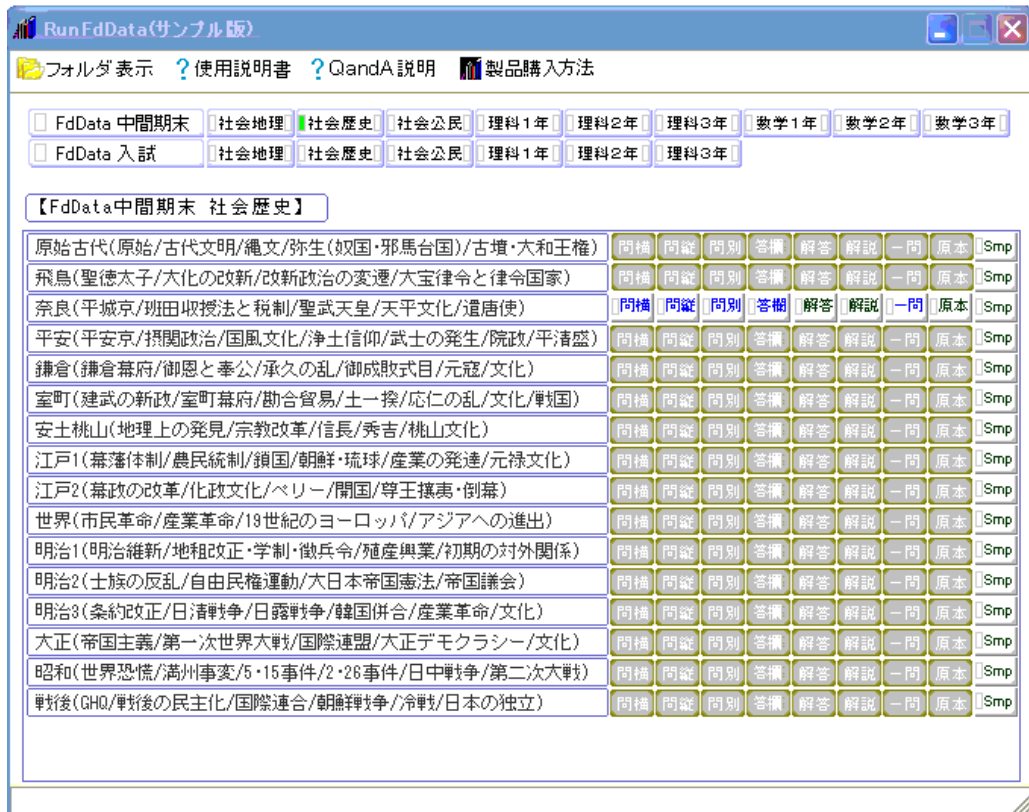 RunFdData(サンプル版)
フォルダ表示 ?使用説明書 ?QandA説明 製品購入方法
FdData 中間期末 社会地理 社会歴史 社会公民 理科1年 理科2年 理科3年 数学1年 数学2年 数学3年
FdData 入試 社会地理 社会歴史 社会公民 理科1年 理科2年 理科3年
【FdData中間期末 社会歴史】
原始古代(原始/古代文明/縄文/弥生(奴国・邪馬台国)/古墳・大和王権) 問横 問縦 問別 答欄 解答 解説 一問 原本 Smp
飛鳥(聖徳太子/大化の改新/改新政治の変遷/大宝律令と律令国家) 問横 問縦 問別 答欄 解答 解説 一問 原本 Smp
奈良(平城京/班田収授法と税制/聖武天皇/天平文化/遣唐使) 問横 問縦 問別 答欄 解答 解説 一問 原本 Smp
平安(平安京/摂関政治/国風文化/浄土信仰/武士の発生/院政/平清盛) 問横 問縦 問別 答欄 解答 解説 一問 原本 Smp
鎌倉(鎌倉幕府/御恩と奉公/承久の乱/御成敗式目/元寇/文化) 問横 問縦 問別 答欄 解答 解説 一問 原本 Smp
室町(建武の新政/室町幕府/勘合貿易/土一揆/応仁の乱/文化/戦国) 問横 問縦 問別 答欄 解答 解説 一問 原本 Smp
安土桃山(地理上の発見/宗教改革/信長/秀吉/桃山文化) 問横 問縦 問別 答欄 解答 解説 一問 原本 Smp
江戸1(幕藩体制/農民統制/鎖国/朝鮮・琉球/産業の発達/元禄文化) 問横 問縦 問別 答欄 解答 解説 一問 原本 Smp
江戸2(幕政の改革/化政文化/ペリー/開国/尊王攘夷・倒幕) 問横 問縦 問別 答欄 解答 解説 一問 原本 Smp
世界(市民革命/産業革命/19世紀のヨーロッパ/アジアへの進出) 問横 問縦 問別 答欄 解答 解説 一問 原本 Smp
明治1(明治維新/地租改正・学制・徴兵令/殖産興業/初期の対外関係) 問横 問縦 問別 答欄 解答 解説 一問 原本 Smp
明治2(士族の反乱/自由民権運動/大日本帝国憲法/帝国議会) 問横 問縦 問別 答欄 解答 解説 一問 原本 Smp
明治3(条約改正/日清戦争/日露戦争/韓国併合/産業革命/文化) 問横 問縦 問別 答欄 解答 解説 一問 原本 Smp
大正(帝国主義/第一次世界大戦/国際連盟/大正デモクラシー/文化) 問横 問縦 問別 答欄 解答 解説 一問 原本 Smp
昭和(世界恐慌/満州事変/5・15事件/2・26事件/日中戦争/第二次大戦) 問横 問縦 問別 答欄 解答 解説 一問 原本 Smp
戦後(GHQ/戦後の民主化/国際連合/朝鮮戦争/冷戦/日本の独立) 問横 問縦 問別 答欄 解答 解説 一問 原本 Smp